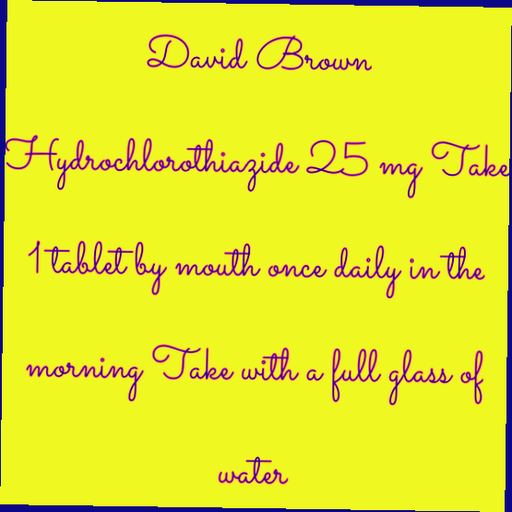 David Brown
Hydrochlorothiazide 25 mg Take
1 tablet by mouth once daily in the
morning Take with a full glass of
water